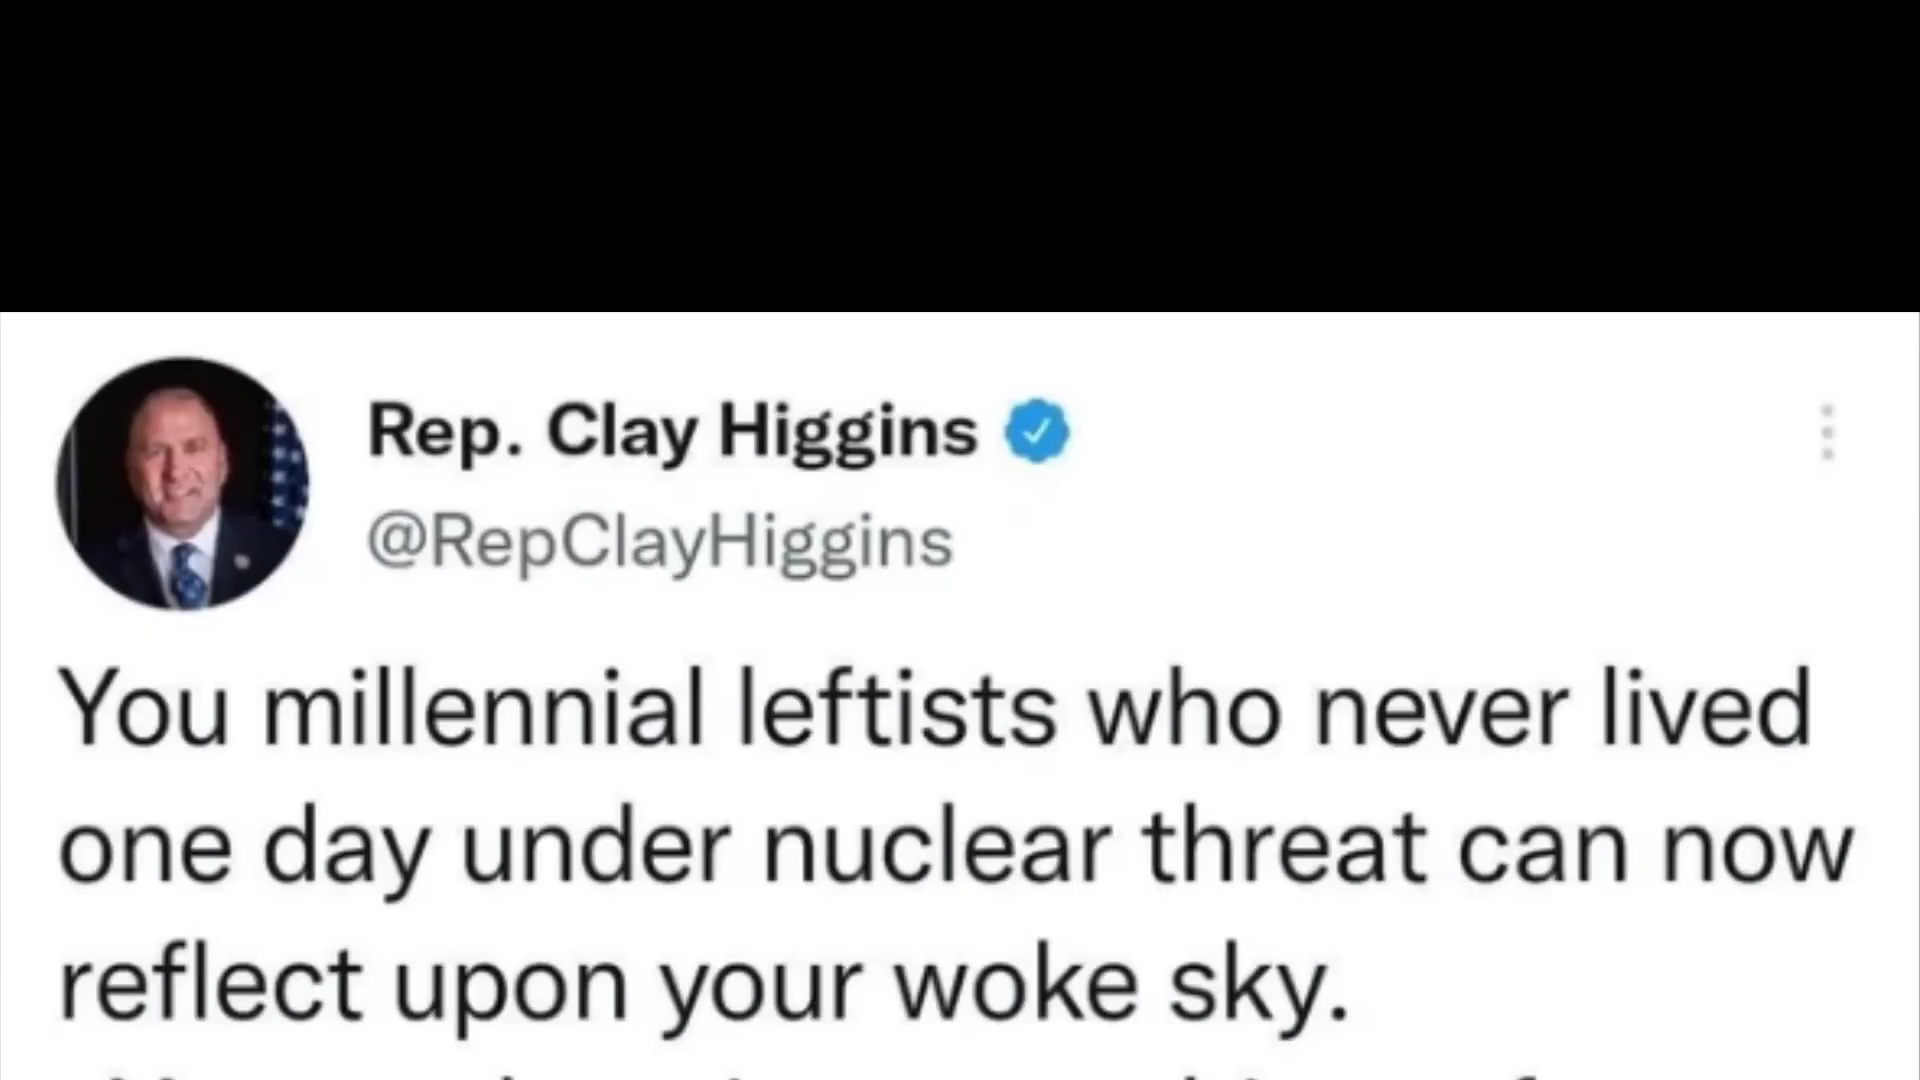 Rep. Clay Higgins
@RepClayHiggins
You millennial leftists who never lived
one day under nuclear threat can now
reflect upon your woke sky.